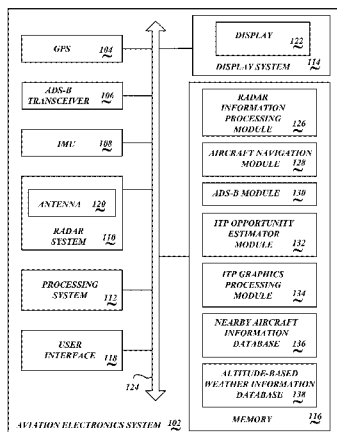 GPS 104
ADS-B
TRANSCEIVER 106
IMU 108
ANTENNA 120
RADAR SYSTEM 110
PROCESSING
SYSTEM 112
USER
INTERFACE 118
124
AVIATION ELECTRONICS SYSTEM 102
DISPLAY 122
DISPLAY SYSTEM 114
RADAR
INFORMATION
PROCESSING
MODULE 126
AIRCRAFT NAVIGATION
MODULE 128
ADS-B MODULE 130
ITP OPPORTUNITY
ESTIMATOR
MODULE 132
ITP GRAPHICS
PROCESSING
MODULE 134
NEARBY AIRCRAFT
INFORMATION
DATABASE 136
ALTITUDE-BASED
WEATHER INFORMATION
DATABASE 138
MEMORY 116